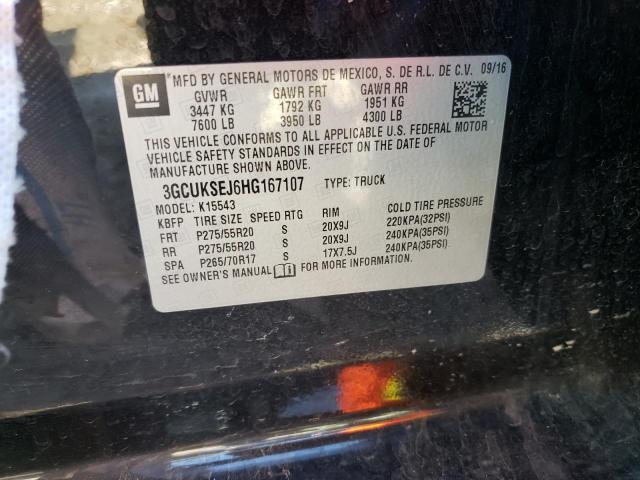 GM *MFD BY GENERAL MOTORS DE MEXICO, S. DE R.L. DE C.V. 09/16
GVWR GAWR FRT GAWR RR
3447 KG 1792 KG 1951 KG
7600 LB 3950 LB 4300 LB
THIS VEHICLE CONFORMS TO ALL APPLICABLE U.S. FEDERAL MOTOR
VEHICLE SAFETY STANDARDS IN EFFECT ON THE DATE OF
MANUFACTURE SHOWN ABOVE.
3GCUKSEJ6HG167107 TYPE: TRUCK
MODEL: K15543
KBFP TIRE SIZE SPEED RTG RIM COLD TIRE PRESSURE
FRT P275/55R20 S 20X9J 220KPA(32PSI)
RR P275/55R20 S 20X9J 240KPA(35PSI)
SPA P265/70R17 S 17X7.5J 240KPA(35PSI)
SEE OWNER'S MANUAL FOR MORE INFORMATION.